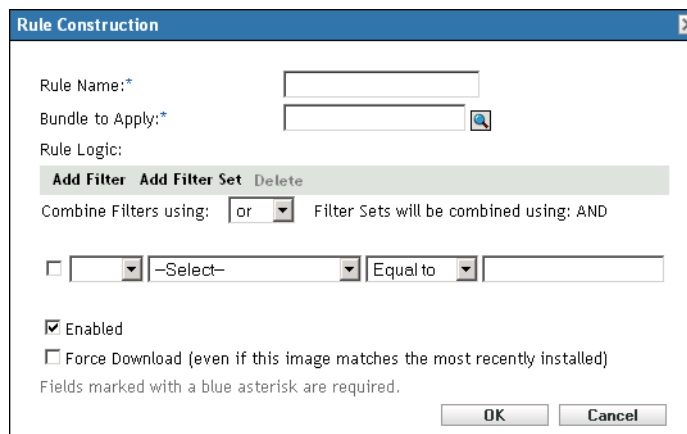 Rule Construction
Rule Name:*
Bundle to Apply:*
Rule Logic:
Add Filter Add Filter Set Delete
Combine Filters using: or Filter Sets will be combined using: AND
--Select-- Equal to
Enabled
Force Download (even if this image matches the most recently installed)
Fields marked with a blue asterisk are required.
OK Cancel